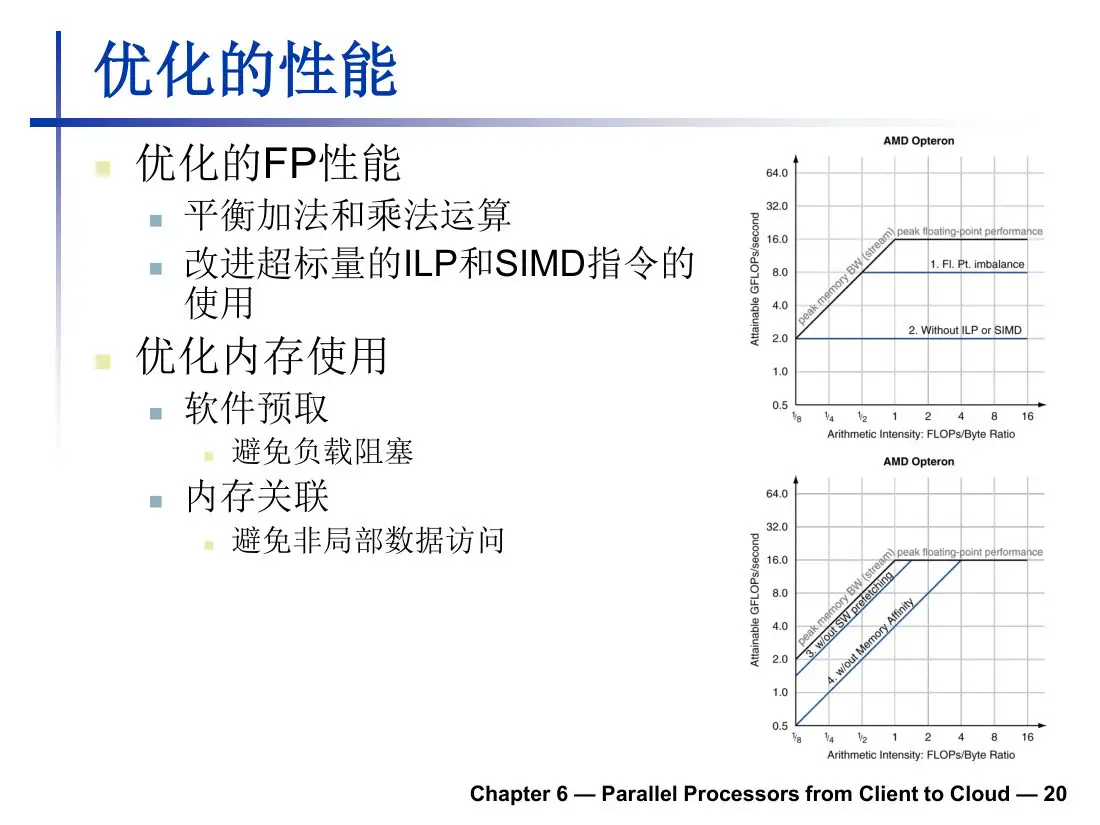 优化的性能
优化的FP性能
平衡加法和乘法运算
改进超标量的ILP和SIMD指令的
使用
优化内存使用
软件预取
避免负载阻塞
内存关联
避免非局部数据访问
AMD Opteron
Attainable GFLOPs/second
64.0
32.0
16.0
8.0
4.0
2.0
1.0
0.5
peak memory BW (stream)
peak floating-point performance
1. Fl. Pt. imbalance
2. Without ILP or SIMD
1/8 1/4 1/2 1 2 4 8 16
Arithmetic Intensity: FLOPs/Byte Ratio
AMD Opteron
Attainable GFLOPs/second
64.0
32.0
16.0
8.0
4.0
2.0
1.0
0.5
peak memory BW (stream)
peak floating-point performance
3. w/out SW prefetching
4. w/out Memory Affinity
1/8 1/4 1/2 1 2 4 8 16
Arithmetic Intensity: FLOPs/Byte Ratio
Chapter 6 — Parallel Processors from Client to Cloud — 20